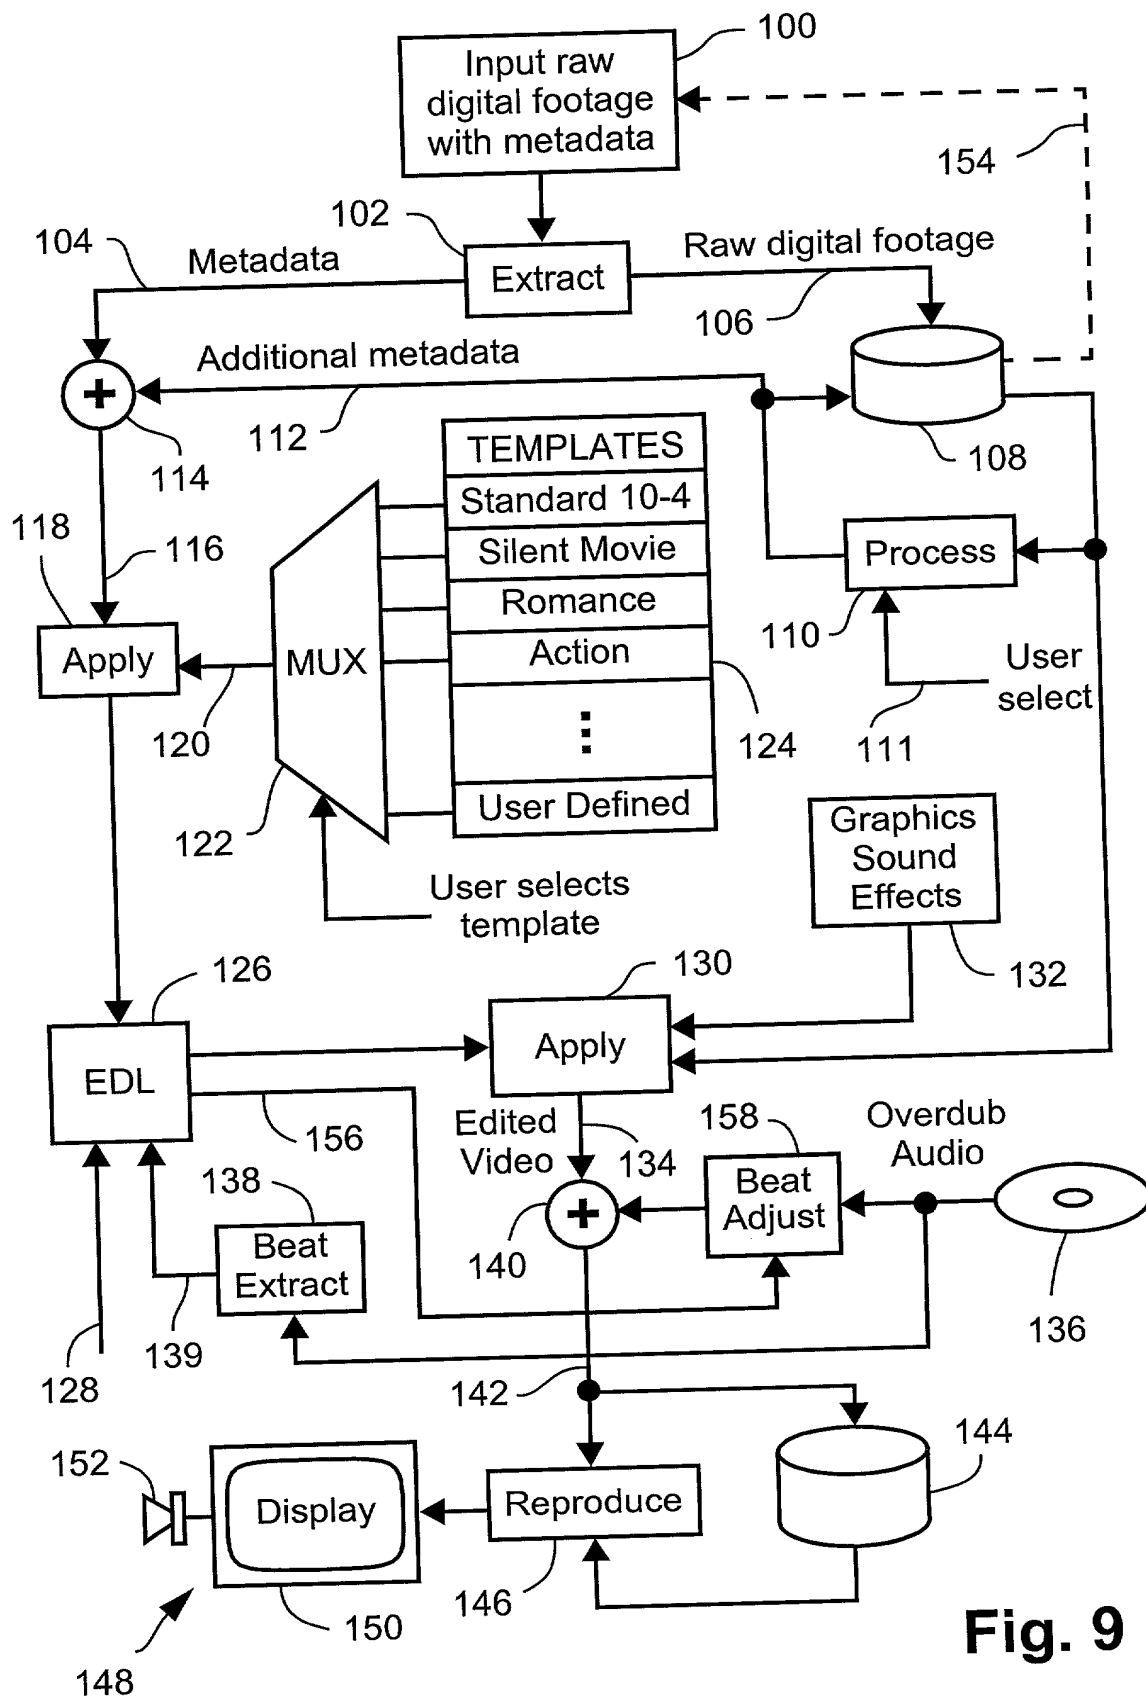 100
Input raw
digital footage
with metadata
154
102
104
Metadata
Raw digital footage
Extract
106
Additional metadata
+
112
114
108
TEMPLATES
Standard 10-4
Silent Movie
Romance
Action
User Defined
118
116
Process
110
Apply
MUX
User
select
120
124
111
122
Graphics
Sound
Effects
User selects
template
126
130
132
Apply
EDL
156
Edited
Video
134
158
Overdub
Audio
138
Beat
Adjust
+
Beat
Extract
140
136
139
128
142
144
152
Display
Reproduce
146
150
148
Fig. 9